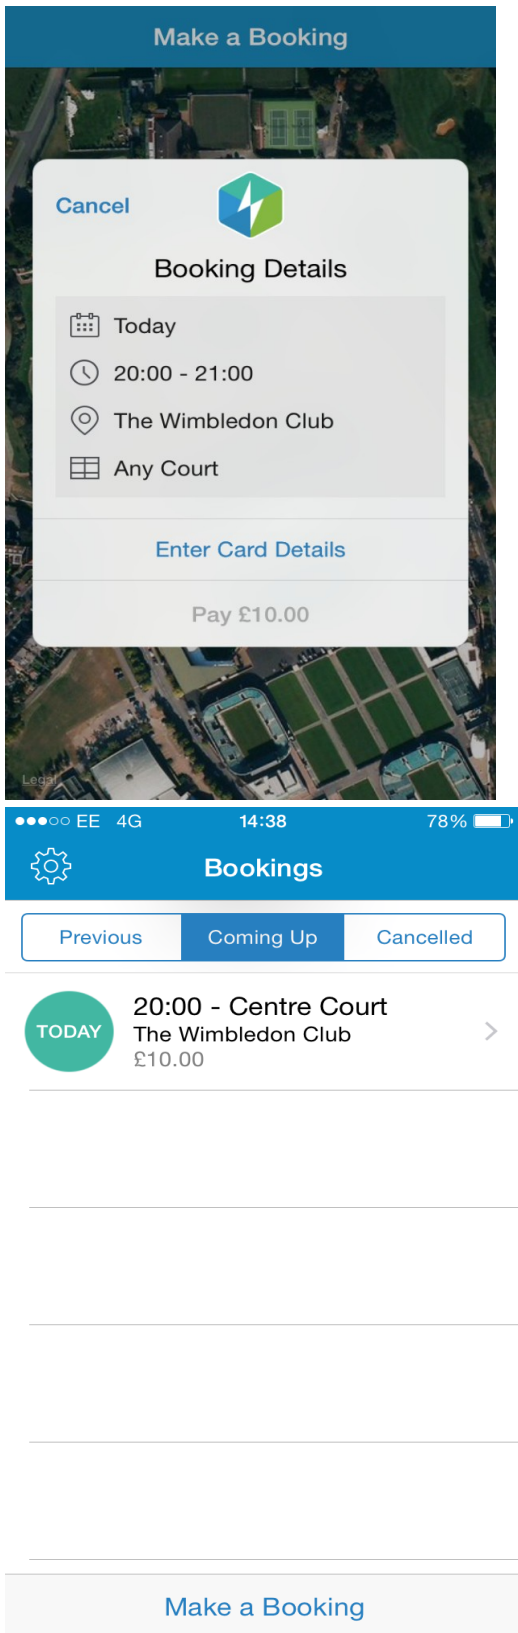 Make a Booking
Cancel
Booking Details
Today
20:00 - 21:00
The Wimbledon Club
Any Court
Enter Card Details
Pay £10.00
Legal
EE 4G 14:38 78%
Bookings
Previous Coming Up Cancelled
TODAY
20:00 - Centre Court
The Wimbledon Club
£10.00
Make a Booking